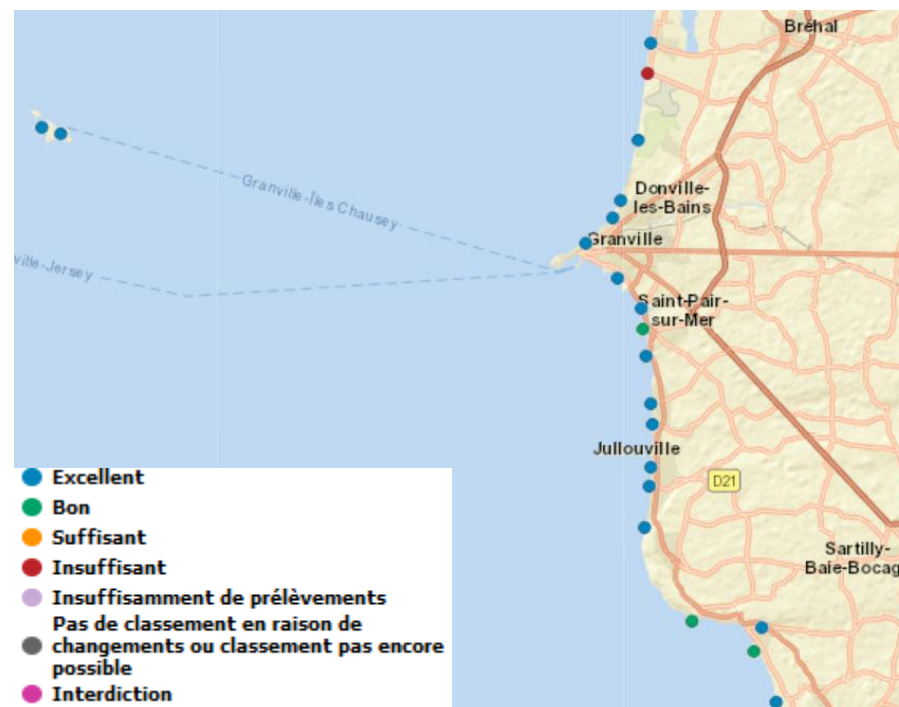 Bréhal
Donville-
les-Bains
Granville-Îles Chausey
Granville
ville-Jersey
Saint-Pair-
sur-Mer
Jullouville
D21
Sartilly-
Baie-Bocag
Excellent
Bon
Suffisant
Insuffisant
Insuffisamment de prélèvements
Pas de classement en raison de
changements ou classement pas encore
possible
Interdiction